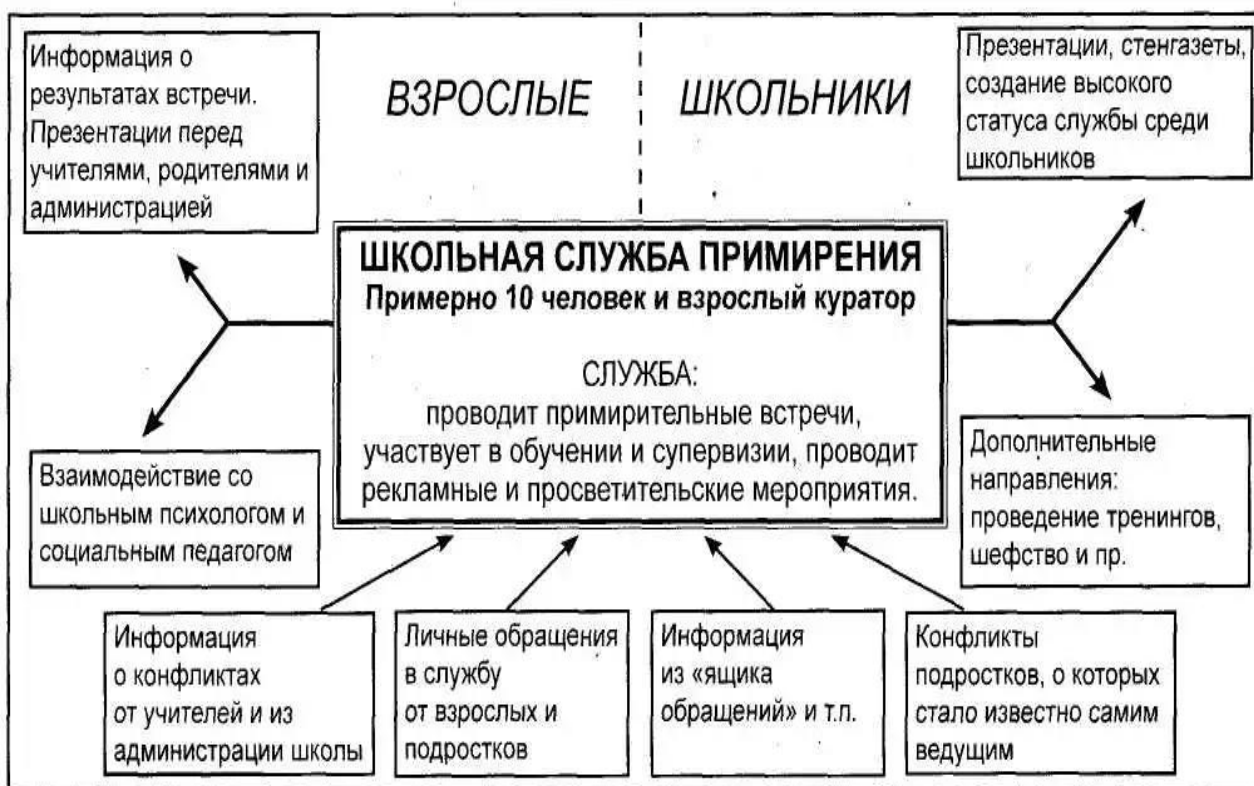 Информация о
результатах встречи.
Презентации перед
учителями, родителями и
администрацией
ВЗРОСЛЫЕ
ШКОЛЬНИКИ
Презентации, стенгазеты,
создание высокого
статуса службы среди
школьников
ШКОЛЬНАЯ СЛУЖБА ПРИМИРЕНИЯ
Примерно 10 человек и взрослый куратор
СЛУЖБА:
проводит примирительные встречи,
участвует в обучении и супервизии, проводит
рекламные и просветительские мероприятия.
Взаимодействие со
школьным психологом и
социальным педагогом
Дополнительные
направления:
проведение тренингов,
шефство и пр.
Информация
о конфликтах
от учителей и из
администрации школы
Личные обращения
в службу
от взрослых и
подростков
Информация
из «ящика
обращений» и т.п.
Конфликты
подростков, о которых
стало известно самим
ведущим